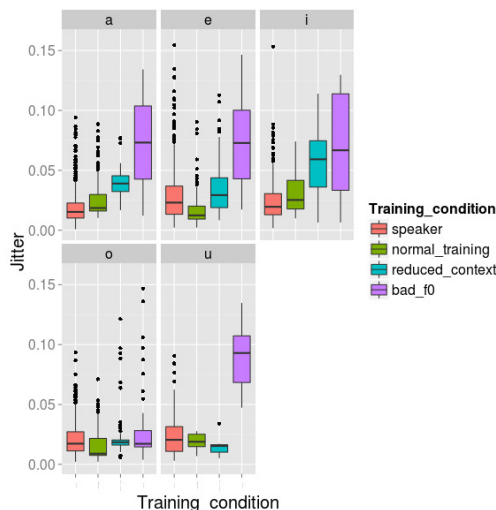 a e i
0.15
0.10
0.05
0.00
Jitter
Training_condition
speaker
normal_training
reduced_context
bad_f0
o u
0.15
0.10
0.05
0.00
Training_condition